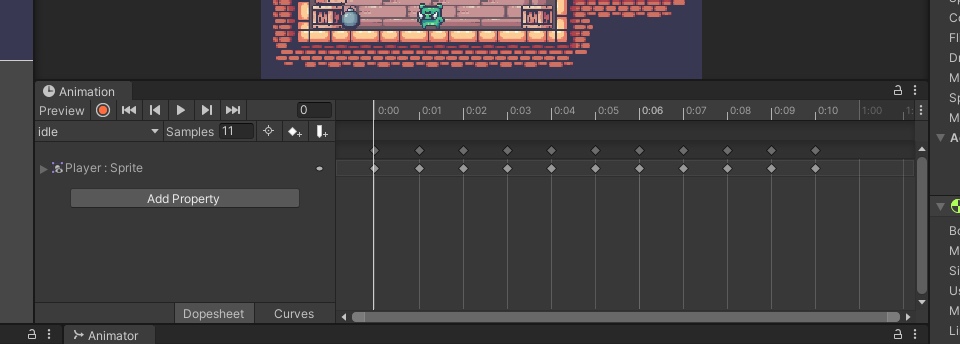 Animation
Preview
0
0:00 0:01 0:02 0:03 0:04 0:05 0:06 0:07 0:08 0:09 0:10 1:00
idle
Samples 11
Player : Sprite
Add Property
Dopesheet
Curves
Animator